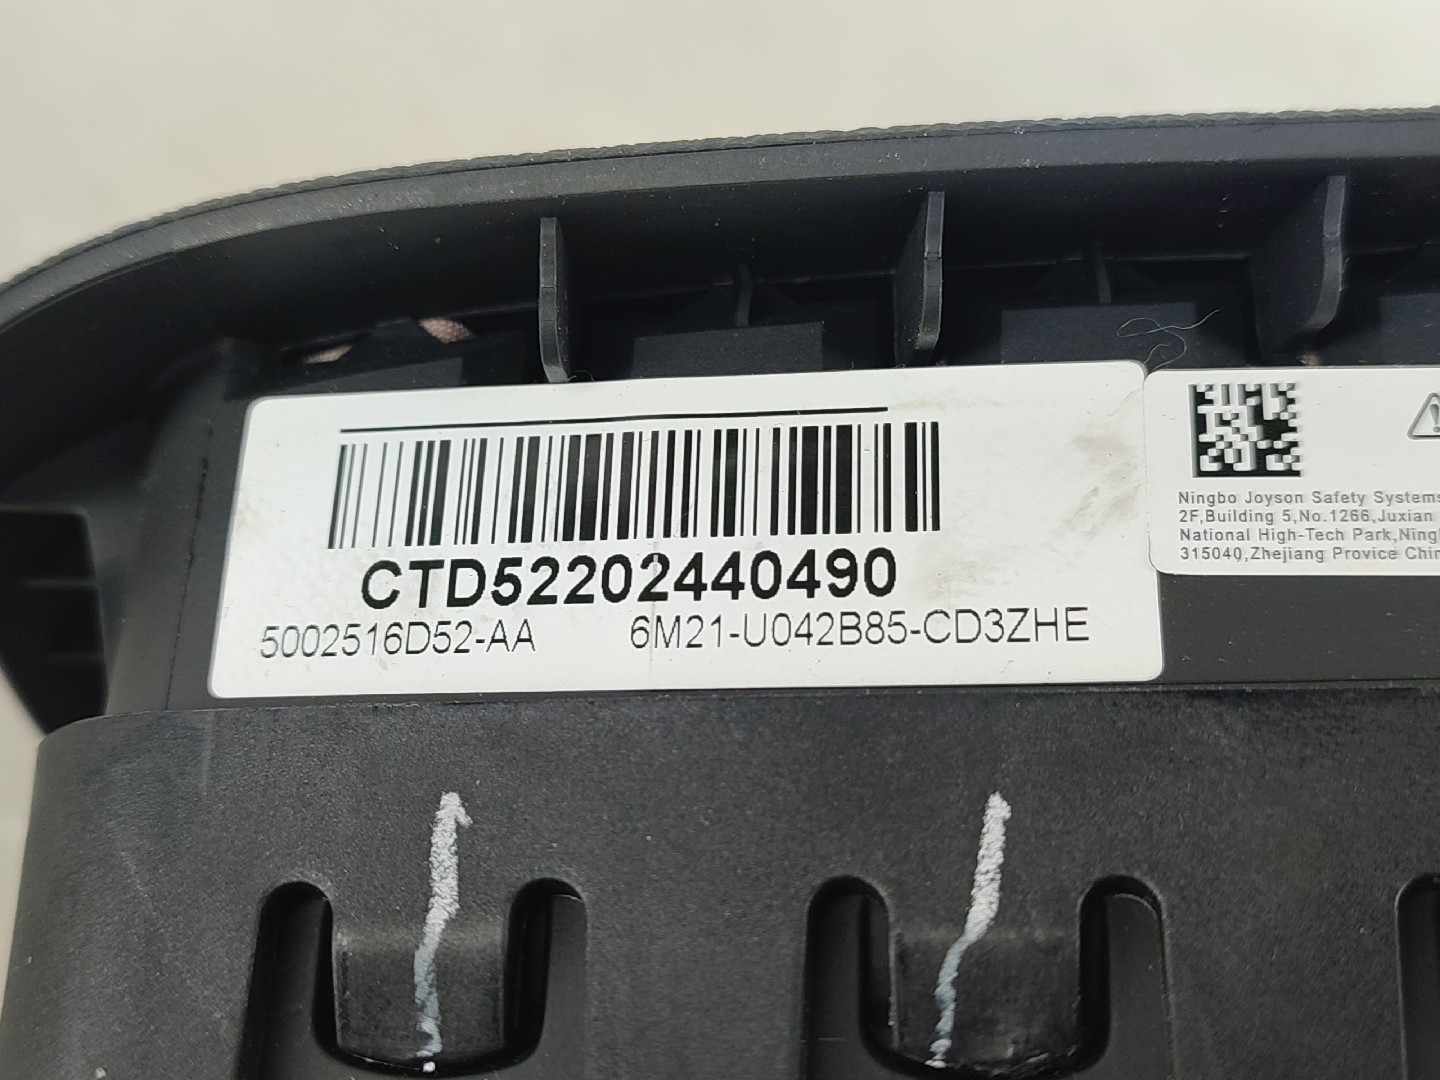 CTD52202440490
5002516D52-AA 6M21-U042B85-CD3ZHE
Ningbo Joyson Safety Systems
2F,Building 5,No.1266,Juxian
National High-Tech Park,Ning
315040,Zhejiang Provice Chin